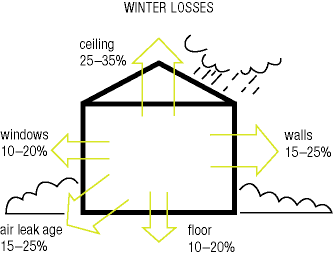 WINTER LOSSES
ceiling
25–35%
windows
10–20%
walls
15–25%
air leak age
15–25%
floor
10–20%